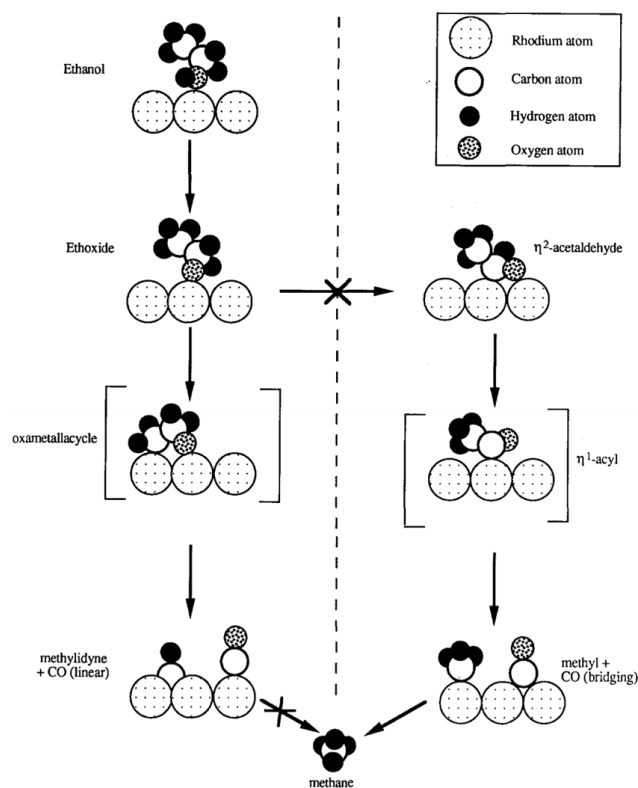 Ethanol
Rhodium atom
Carbon atom
Hydrogen atom
Oxygen atom
Ethoxide
η²-acetaldehyde
oxametallacycle
η¹-acyl
methylidyne
+ CO (linear)
methyl +
CO (bridging)
methane